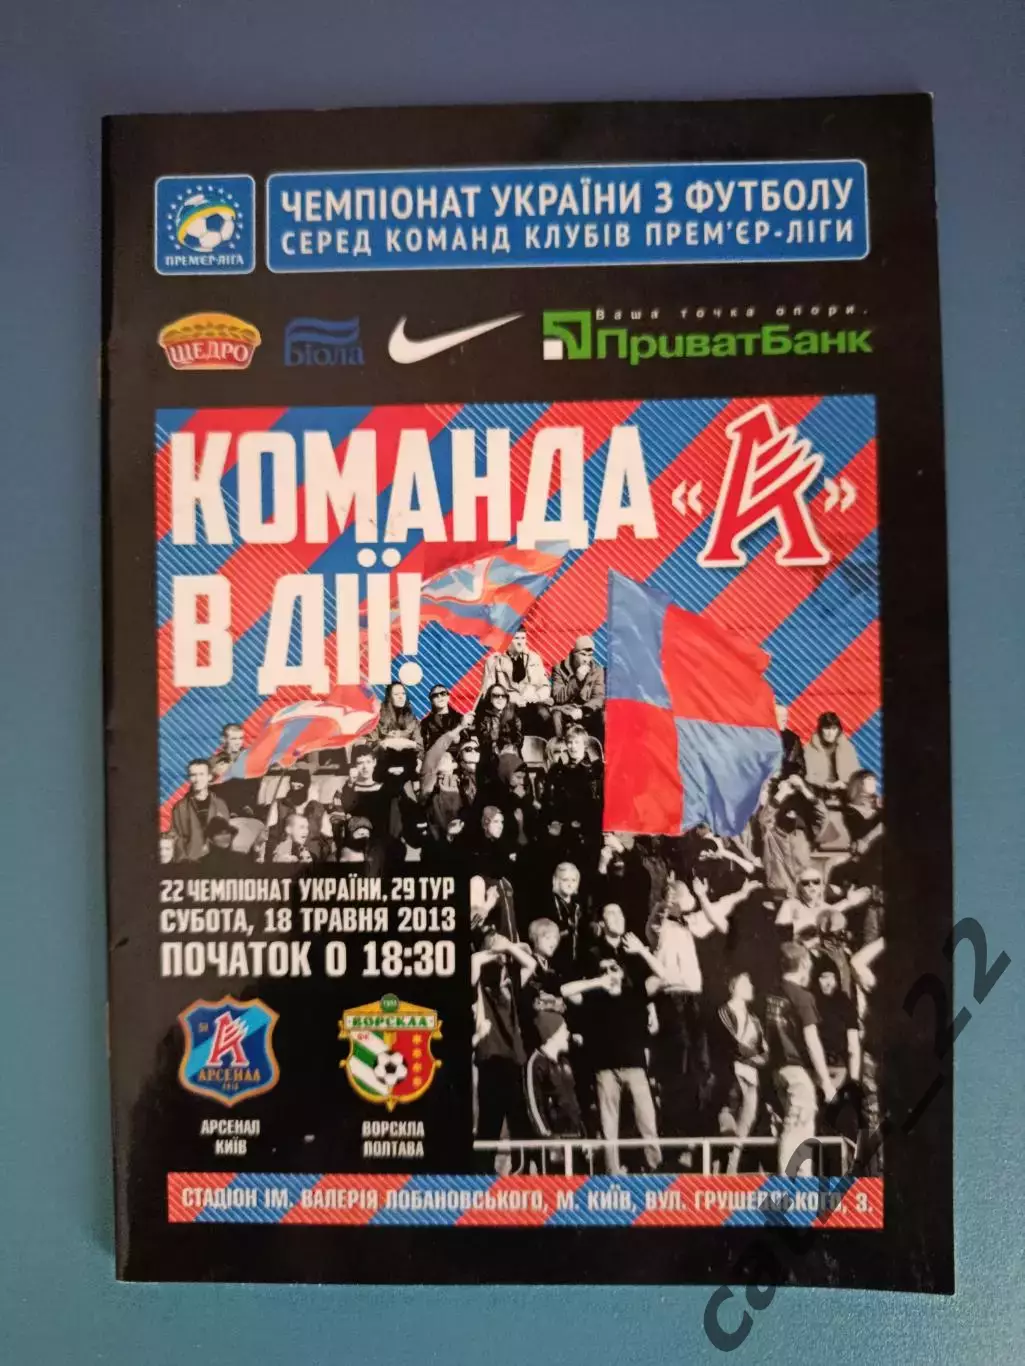 ЧЕМПІОНАТ УКРАЇНИ З ФУТБОЛУ
СЕРЕД КОМАНД КЛУБІВ ПРЕМ'ЄР-ЛІГИ
ПРЕМ'ЄР-ЛІГА
ЩЕДРО
Біола
Ваша точка опори.
ПриватБанк
КОМАНДА «А»
В ДІЇ!
22 ЧЕМПІОНАТ УКРАЇНИ, 29 ТУР
СУБОТА, 18 ТРАВНЯ 2013
ПОЧАТОК О 18:30
АРСЕНАЛ
ВОРСКЛА
АРСЕНАЛ
КИЇВ
ВОРСКЛА
ПОЛТАВА
СТАДІОН ІМ. ВАЛЕРІЯ ЛОБАНОВСЬКОГО, М. КИЇВ, ВУЛ. ГРУШЕВСЬКОГО, 3.